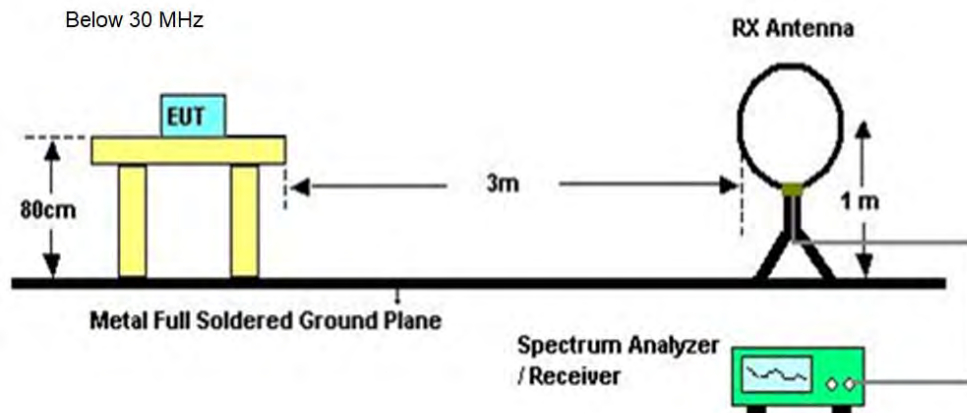 Below 30 MHz
RX Antenna
EUT
80cm
3m
1 m
Metal Full Soldered Ground Plane
Spectrum Analyzer
/ Receiver